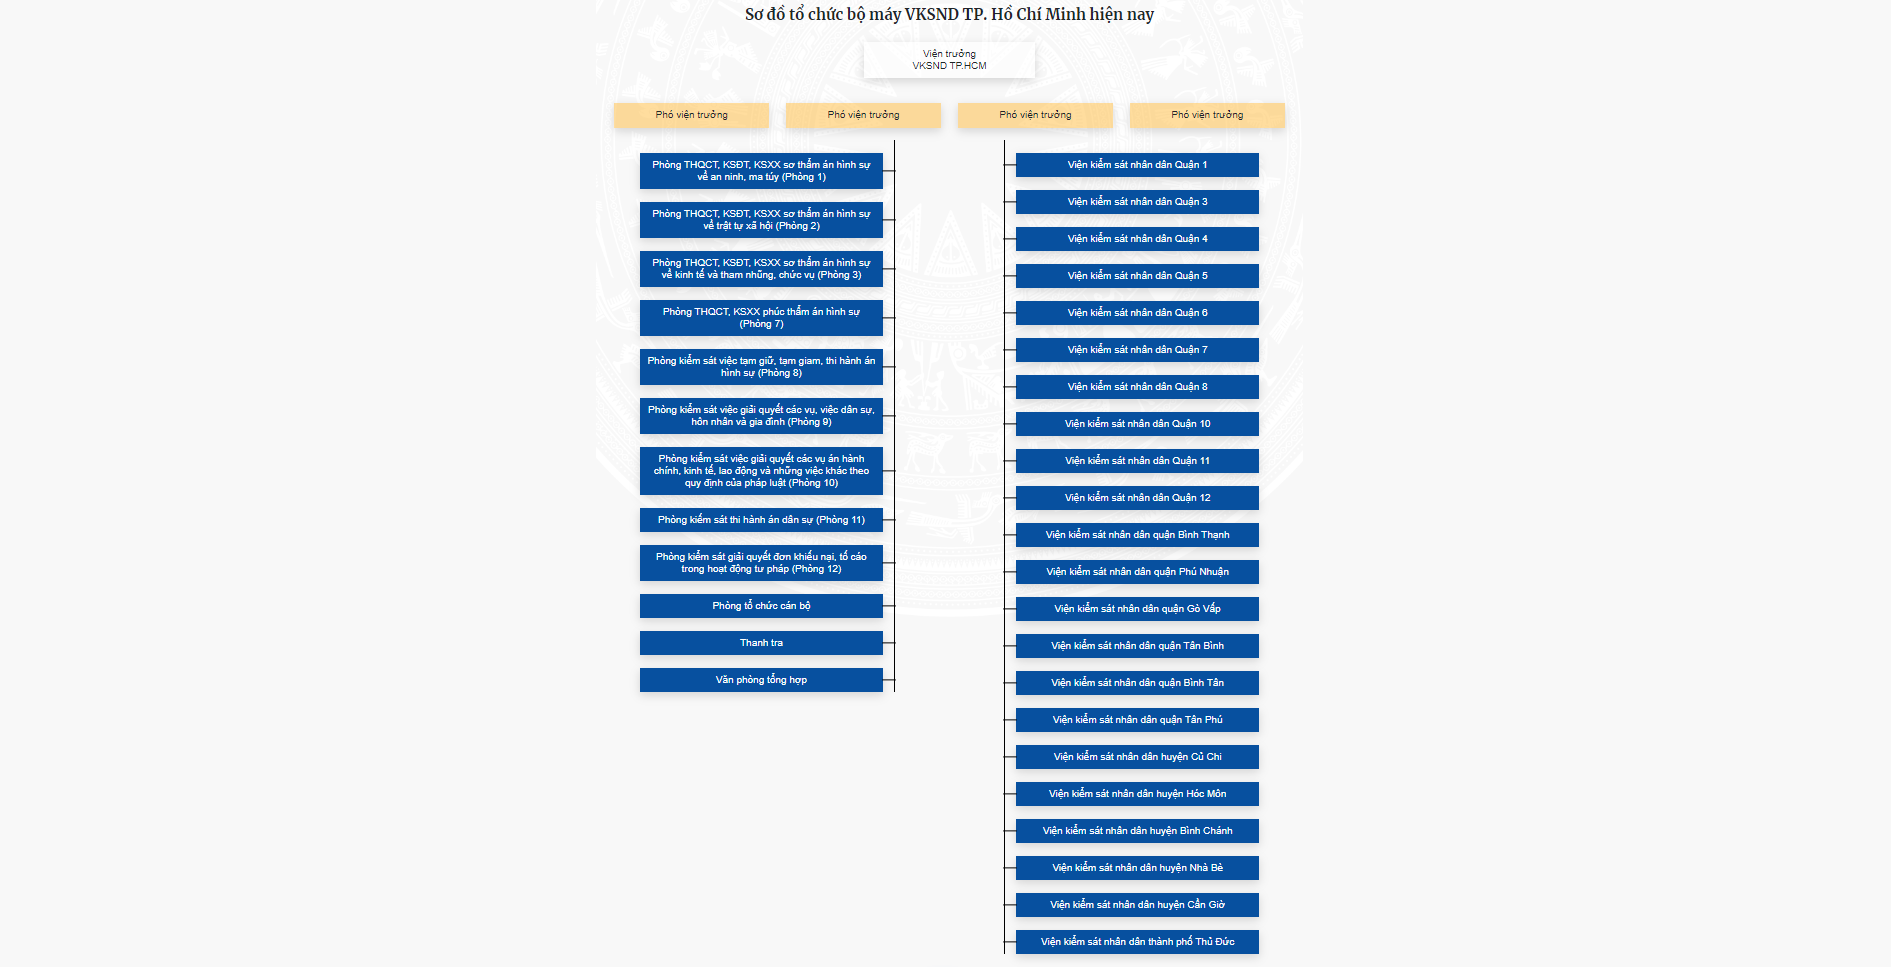 Sơ đồ tổ chức bộ máy VKSND TP. Hồ Chí Minh hiện nay
Viện trưởng
VKSND TP.HCM
Phó viện trưởng
Phó viện trưởng
Phó viện trưởng
Phó viện trưởng
Phòng THQCT, KSĐT, KSXX sơ thẩm án hình sự
về an ninh, ma túy (Phòng 1)
Phòng THQCT, KSĐT, KSXX sơ thẩm án hình sự
về trật tự xã hội (Phòng 2)
Phòng THQCT, KSĐT, KSXX sơ thẩm án hình sự
về kinh tế và tham nhũng, chức vụ (Phòng 3)
Phòng THQCT, KSXX phúc thẩm án hình sự
(Phòng 7)
Phòng kiểm sát việc tạm giữ, tạm giam, thi hành án
hình sự (Phòng 8)
Phòng kiểm sát việc giải quyết các vụ, việc dân sự,
hôn nhân và gia đình (Phòng 9)
Phòng kiểm sát việc giải quyết các vụ án hành
chính, kinh tế, lao động và những việc khác theo
quy định của pháp luật (Phòng 10)
Phòng kiểm sát thi hành án dân sự (Phòng 11)
Phòng kiểm sát giải quyết đơn khiếu nại, tố cáo
trong hoạt động tư pháp (Phòng 12)
Phòng tổ chức cán bộ
Thanh tra
Văn phòng tổng hợp
Viện kiểm sát nhân dân Quận 1
Viện kiểm sát nhân dân Quận 3
Viện kiểm sát nhân dân Quận 4
Viện kiểm sát nhân dân Quận 5
Viện kiểm sát nhân dân Quận 6
Viện kiểm sát nhân dân Quận 7
Viện kiểm sát nhân dân Quận 8
Viện kiểm sát nhân dân Quận 10
Viện kiểm sát nhân dân Quận 11
Viện kiểm sát nhân dân Quận 12
Viện kiểm sát nhân dân quận Bình Thạnh
Viện kiểm sát nhân dân quận Phú Nhuận
Viện kiểm sát nhân dân quận Gò Vấp
Viện kiểm sát nhân dân quận Tân Bình
Viện kiểm sát nhân dân quận Bình Tân
Viện kiểm sát nhân dân quận Tân Phú
Viện kiểm sát nhân dân huyện Củ Chi
Viện kiểm sát nhân dân huyện Hóc Môn
Viện kiểm sát nhân dân huyện Bình Chánh
Viện kiểm sát nhân dân huyện Nhà Bè
Viện kiểm sát nhân dân huyện Cần Giờ
Viện kiểm sát nhân dân thành phố Thủ Đức